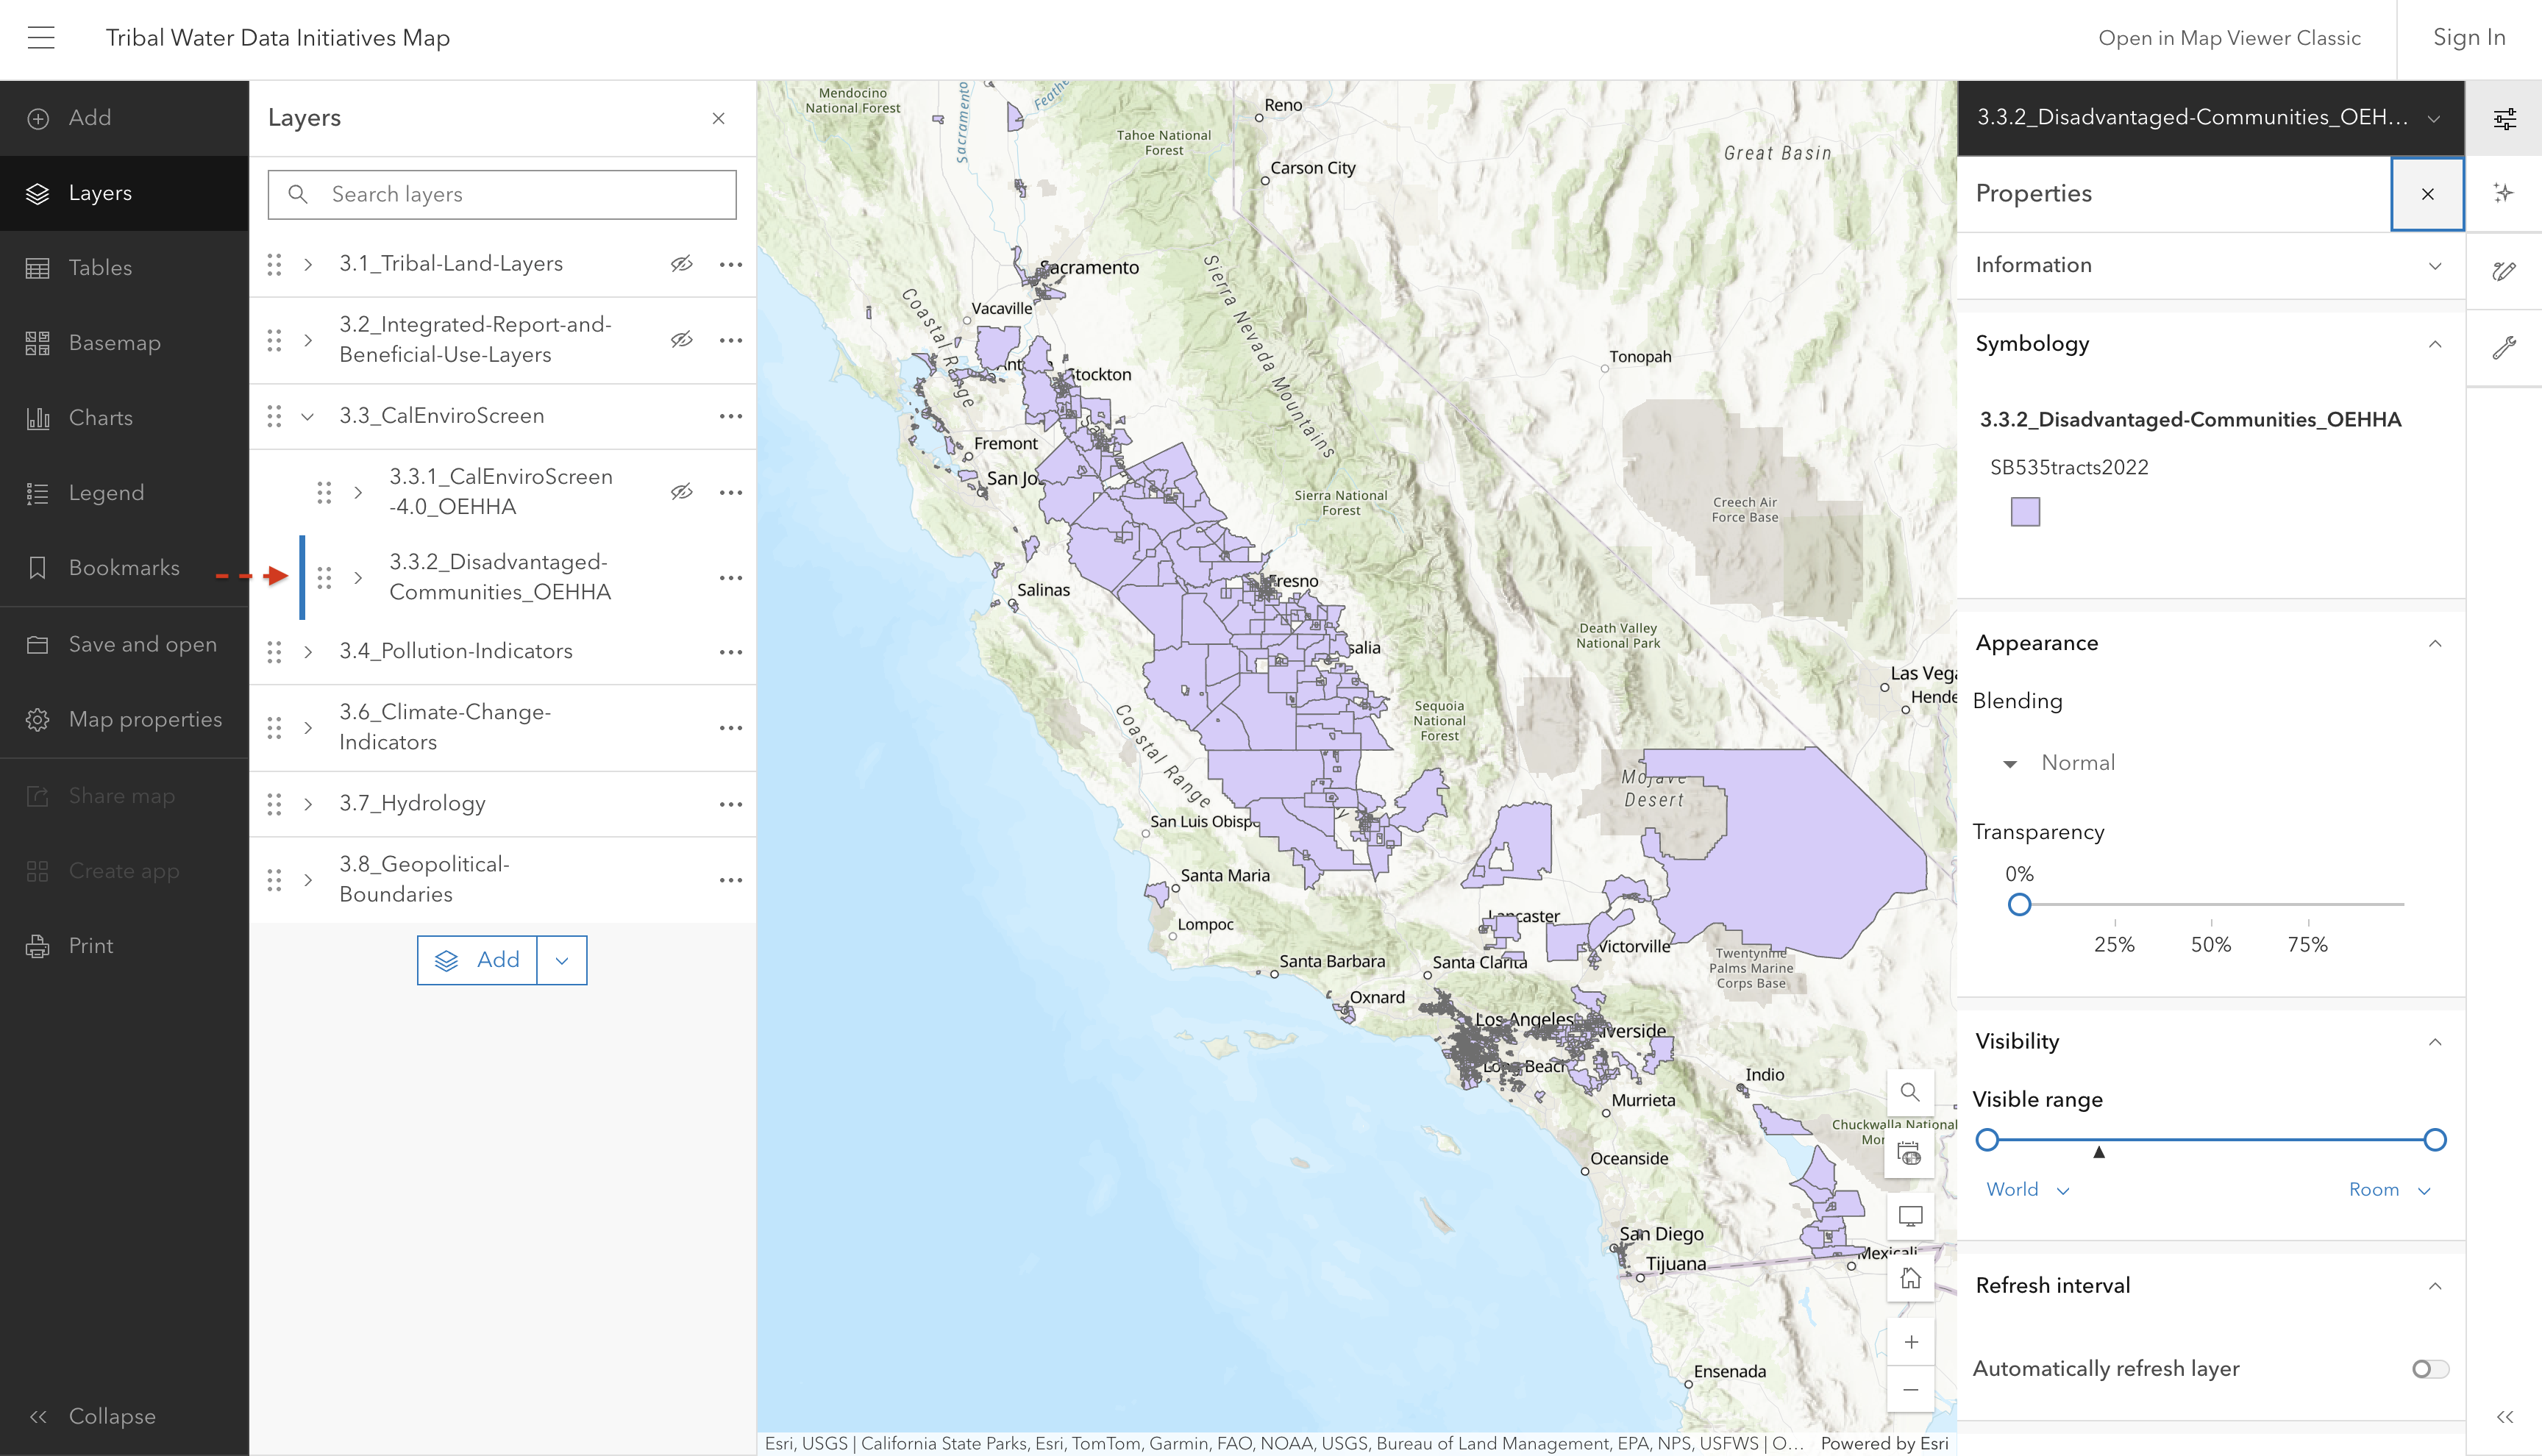 Tribal Water Data Initiatives Map
Open in Map Viewer Classic
Sign In
Add
Layers
Tables
Basemap
Charts
Legend
Bookmarks
Save and open
Map properties
Share map
Create app
Print
Collapse
Layers
Search layers
3.1_Tribal-Land-Layers
3.2_Integrated-Report-and-
Beneficial-Use-Layers
3.3_CalEnviroScreen
3.3.1_CalEnviroScreen
-4.0_OEHHA
3.3.2_Disadvantaged-
Communities_OEHHA
3.4_Pollution-Indicators
3.6_Climate-Change-
Indicators
3.7_Hydrology
3.8_Geopolitical-
Boundaries
Add
Mendocino
National Forest
Sacramento
Reno
Tahoe National
Forest
Carson City
Great Basin
Sacramento
Vacaville
Coastal Range
Sierra Nevada Mountains
Stockton
Tonopah
Fremont
San Jo
Sierra National
Forest
Creech Air
Force Base
Fresno
Salinas
Death Valley
National Park
salia
Las Vega
Hende
Sequoia
National
Forest
Coastal Range
Mojave
Desert
San Luis Obispo
Santa Maria
Lompoc
Lancaster
Victorville
Santa Barbara
Santa Clarita
Twentynine
Palms Marine
Corps Base
Oxnard
Los Angeles
iverside
Long Beach
Indio
Murrieta
Chuckwalla National
Mon
Oceanside
San Diego
Tijuana
Mexicali
Ensenada
Esri, USGS | California State Parks, Esri, TomTom, Garmin, FAO, NOAA, USGS, Bureau of Land Management, EPA, NPS, USFWS | O...
Powered by Esri
3.3.2_Disadvantaged-Communities_OEH...
Properties
Information
Symbology
3.3.2_Disadvantaged-Communities_OEHHA
SB535tracts2022
Appearance
Blending
Normal
Transparency
0%
25%
50%
75%
Visibility
Visible range
World
Room
Refresh interval
Automatically refresh layer